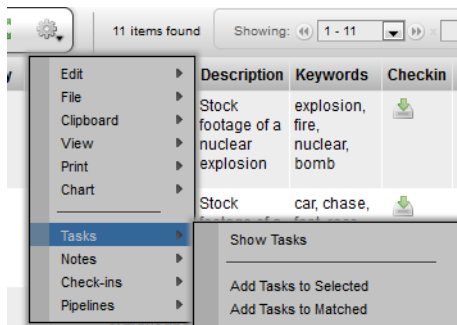 11 items found
Showing:
1 - 11
Edit
File
Clipboard
View
Print
Chart
Tasks
Notes
Check-ins
Pipelines
Description Keywords Checkin
Stock footage of a nuclear explosion
explosion, fire, nuclear, bomb
Stock
car, chase,
Show Tasks
Add Tasks to Selected
Add Tasks to Matched